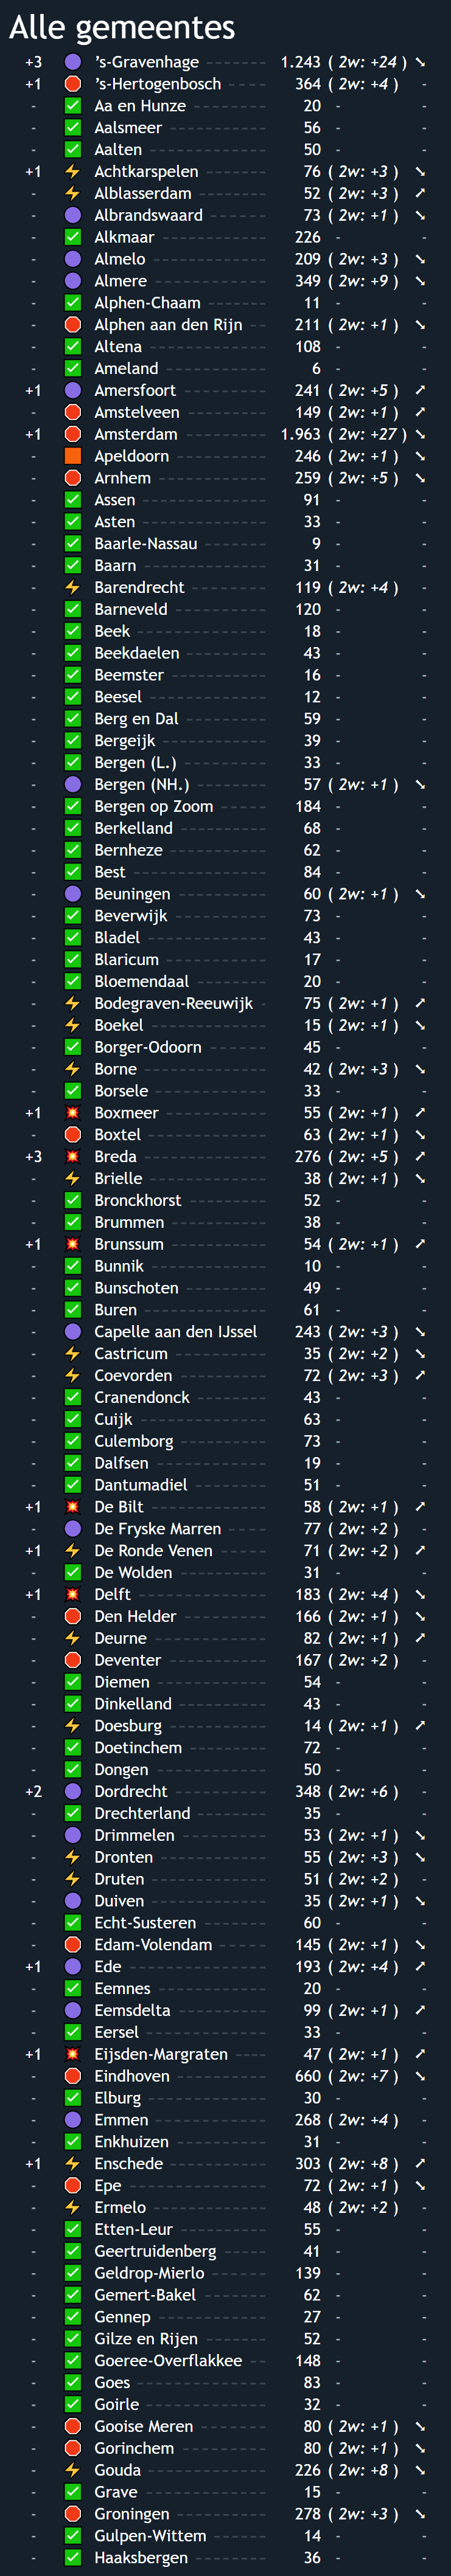 Alle gemeentes
+3 's-Gravenhage 1.243 ( 2w: +24 ) ➘
+1 's-Hertogenbosch 364 ( 2w: +4 ) -
- Aa en Hunze 20 - -
- Aalsmeer 56 - -
- Aalten 50 - -
+1 Achtkarspelen 76 ( 2w: +3 ) ➘
- Alblasserdam 52 ( 2w: +3 ) ➚
- Albrandswaard 73 ( 2w: +1 ) ➘
- Alkmaar 226 - -
- Almelo 209 ( 2w: +3 ) ➘
- Almere 349 ( 2w: +9 ) ➘
- Alphen-Chaam 11 - -
- Alphen aan den Rijn 211 ( 2w: +1 ) ➘
- Altena 108 - -
- Ameland 6 - -
+1 Amersfoort 241 ( 2w: +5 ) ➚
- Amstelveen 149 ( 2w: +1 ) ➚
+1 Amsterdam 1.963 ( 2w: +27 ) ➘
- Apeldoorn 246 ( 2w: +1 ) ➘
- Arnhem 259 ( 2w: +5 ) ➘
- Assen 91 - -
- Asten 33 - -
- Baarle-Nassau 9 - -
- Baarn 31 - -
- Barendrecht 119 ( 2w: +4 ) -
- Barneveld 120 - -
- Beek 18 - -
- Beekdaelen 43 - -
- Beemster 16 - -
- Beesel 12 - -
- Berg en Dal 59 - -
- Bergeijk 39 - -
- Bergen (L.) 33 - -
- Bergen (NH.) 57 ( 2w: +1 ) ➘
- Bergen op Zoom 184 - -
- Berkelland 68 - -
- Bernheze 62 - -
- Best 84 - -
- Beuningen 60 ( 2w: +1 ) ➘
- Beverwijk 73 - -
- Bladel 43 - -
- Blaricum 17 - -
- Bloemendaal 20 - -
- Bodegraven-Reeuwijk 75 ( 2w: +1 ) ➚
- Boekel 15 ( 2w: +1 ) ➘
- Borger-Odoorn 45 - -
- Borne 42 ( 2w: +3 ) ➘
- Borsele 33 - -
+1 Boxmeer 55 ( 2w: +1 ) ➚
- Boxtel 63 ( 2w: +1 ) ➘
+3 Breda 276 ( 2w: +5 ) ➚
- Brielle 38 ( 2w: +1 ) ➘
- Bronckhorst 52 - -
- Brummen 38 - -
+1 Brunssum 54 ( 2w: +1 ) ➚
- Bunnik 10 - -
- Bunschoten 49 - -
- Buren 61 - -
- Capelle aan den IJssel 243 ( 2w: +3 ) ➘
- Castricum 35 ( 2w: +2 ) ➘
- Coevorden 72 ( 2w: +3 ) ➚
- Cranendonck 43 - -
- Cuijk 63 - -
- Culemborg 73 - -
- Dalfsen 19 - -
- Dantumadiel 51 - -
+1 De Bilt 58 ( 2w: +1 ) ➚
- De Fryske Marren 77 ( 2w: +2 ) -
+1 De Ronde Venen 71 ( 2w: +2 ) ➚
- De Wolden 31 - -
+1 Delft 183 ( 2w: +4 ) ➘
- Den Helder 166 ( 2w: +1 ) ➘
- Deurne 82 ( 2w: +1 ) ➚
- Deventer 167 ( 2w: +2 ) -
- Diemen 54 - -
- Dinkelland 43 - -
- Doesburg 14 ( 2w: +1 ) ➚
- Doetinchem 72 - -
- Dongen 50 - -
+2 Dordrecht 348 ( 2w: +6 ) -
- Drechterland 35 - -
- Drimmelen 53 ( 2w: +1 ) ➘
- Dronten 55 ( 2w: +3 ) ➘
- Druten 51 ( 2w: +2 ) -
- Duiven 35 ( 2w: +1 ) ➘
- Echt-Susteren 60 - -
- Edam-Volendam 145 ( 2w: +1 ) ➘
+1 Ede 193 ( 2w: +4 ) ➚
- Eemnes 20 - -
- Eemsdelta 99 ( 2w: +1 ) ➚
- Eersel 33 - -
+1 Eijsden-Margraten 47 ( 2w: +1 ) ➚
- Eindhoven 660 ( 2w: +7 ) ➘
- Elburg 30 - -
- Emmen 268 ( 2w: +4 ) -
- Enkhuizen 31 - -
+1 Enschede 303 ( 2w: +8 ) ➚
- Epe 72 ( 2w: +1 ) ➘
- Ermelo 48 ( 2w: +2 ) -
- Etten-Leur 55 - -
- Geertruidenberg 41 - -
- Geldrop-Mierlo 139 - -
- Gemert-Bakel 62 - -
- Gennep 27 - -
- Gilze en Rijen 52 - -
- Goeree-Overflakkee 148 - -
- Goes 83 - -
- Goirle 32 - -
- Gooise Meren 80 ( 2w: +1 ) ➘
- Gorinchem 80 ( 2w: +1 ) ➘
- Gouda 226 ( 2w: +8 ) ➘
- Grave 15 - -
- Groningen 278 ( 2w: +3 ) ➘
- Gulpen-Wittem 14 - -
- Haaksbergen 36 - -